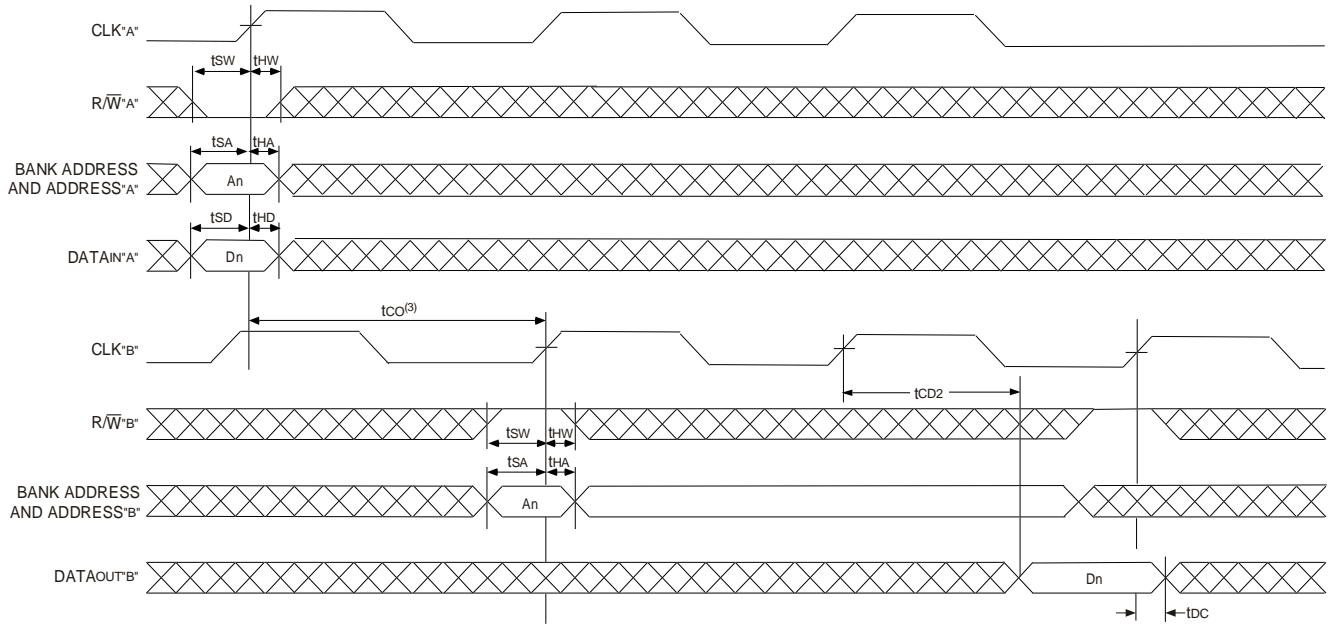 CLK"A"
tSW tHW
R/W̅"A"
tSA tHA
BANK ADDRESS
AND ADDRESS"A"
An
tSD tHD
DATAIN"A"
Dn
tCO(3)
CLK"B"
tCD2
R/W̅"B"
tSW tHW
tSA tHA
BANK ADDRESS
AND ADDRESS"B"
An
DATAOUT"B"
Dn
tDC